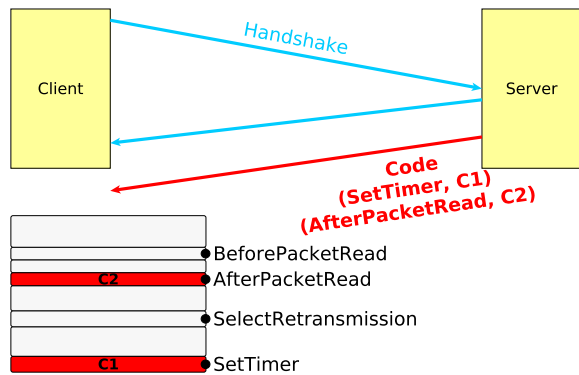 Handshake
Client
Server
Code
(SetTimer, C1)
(AfterPacketRead, C2)
BeforePacketRead
C2
AfterPacketRead
SelectRetransmission
C1
SetTimer